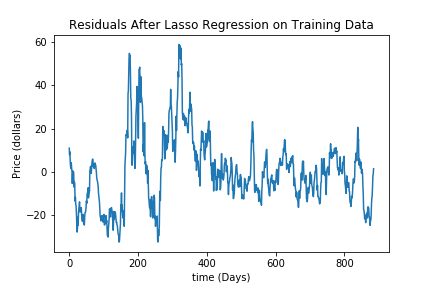 Residuals After Lasso Regression on Training Data
60
40
20
0
−20
Price (dollars)
0 200 400 600 800
time (Days)